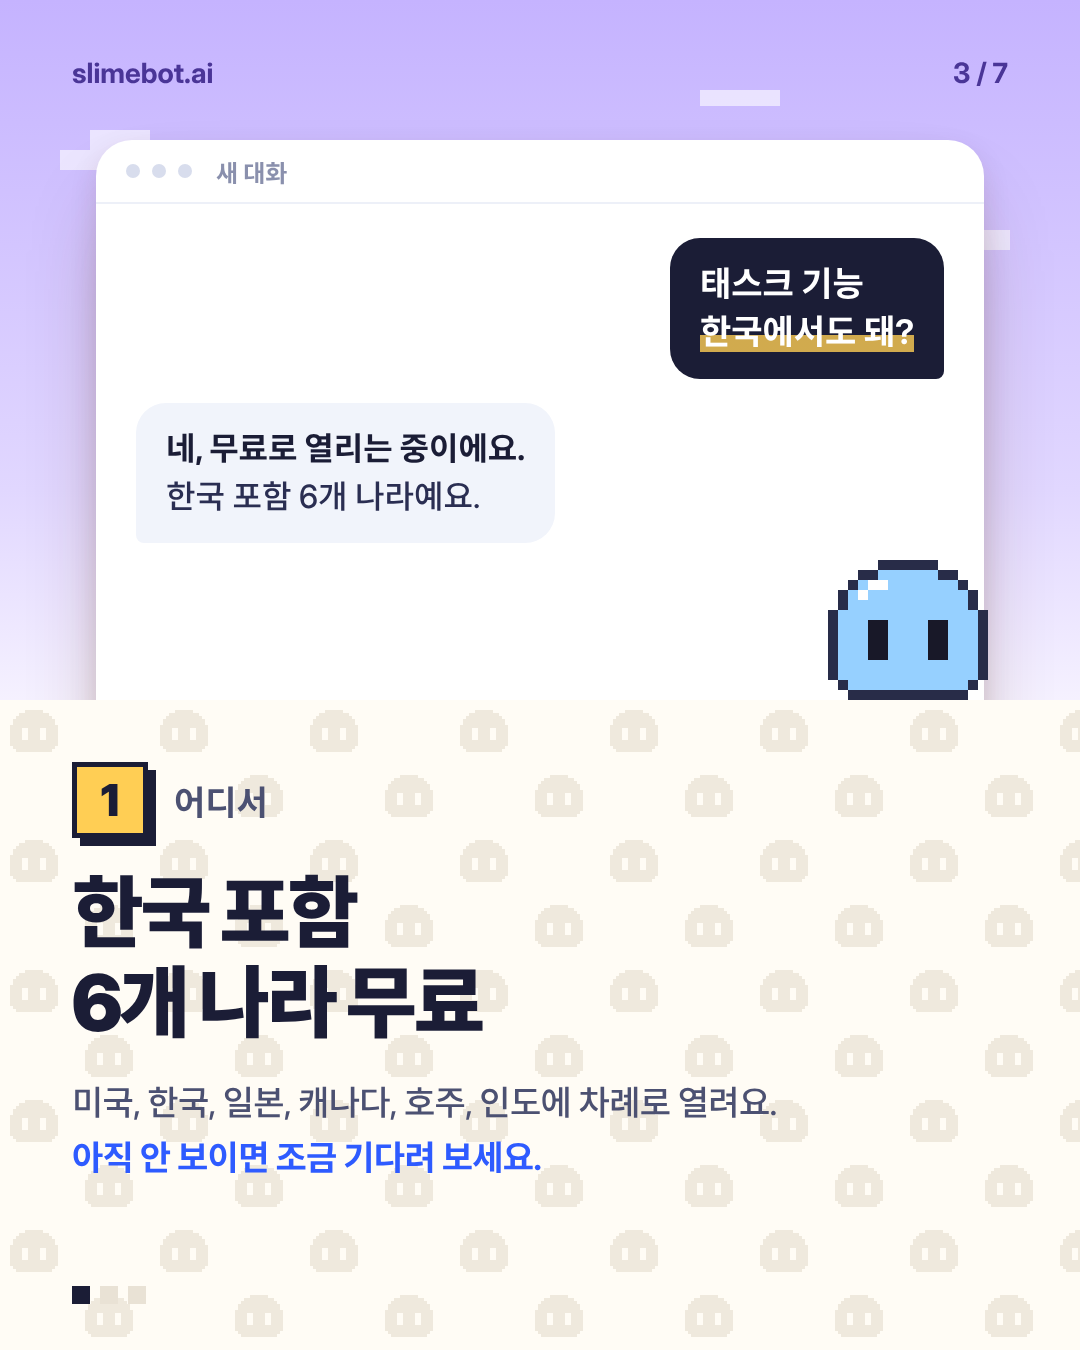 slimebot.ai
3 / 7
새 대화
태스크 기능
한국에서도 돼?
네, 무료로 열리는 중이에요.
한국 포함 6개 나라예요.
1
어디서
한국 포함
6개 나라 무료
미국, 한국, 일본, 캐나다, 호주, 인도에 차례로 열려요.
아직 안 보이면 조금 기다려 보세요.